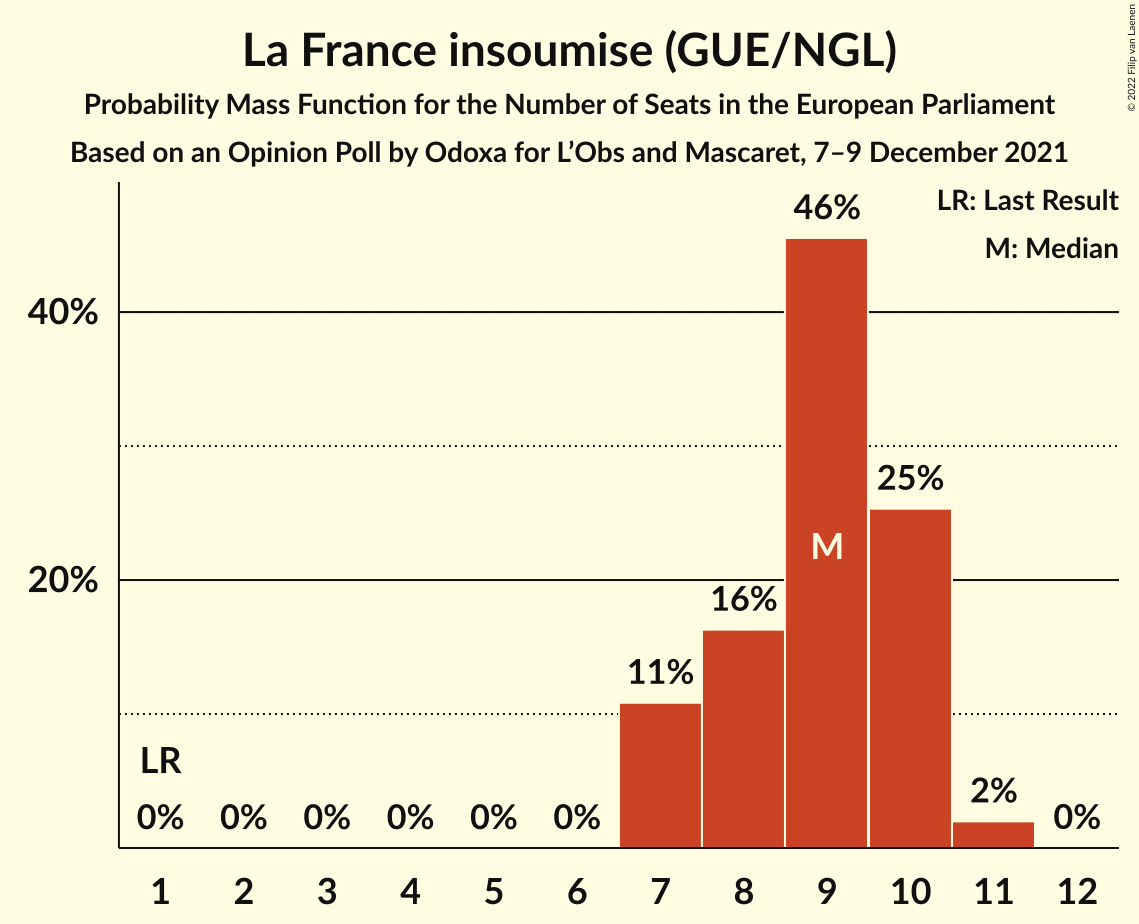 La France insoumise (GUE/NGL)
Probability Mass Function for the Number of Seats in the European Parliament
Based on an Opinion Poll by Odoxa for L’Obs and Mascaret, 7–9 December 2021
© 2022 Filip van Laenen
LR: Last Result
M: Median
46%
40%
25%
M
20%
16%
11%
LR
2%
0% 0% 0% 0% 0% 0% 0%
1 2 3 4 5 6 7 8 9 10 11 12